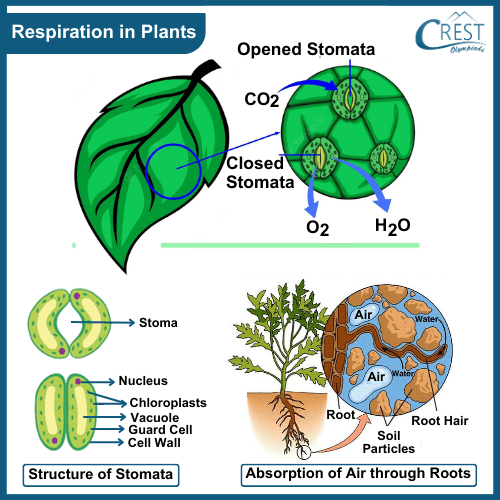 Respiration in Plants
CREST
Olympiads
Opened Stomata
CO2
Closed
Stomata
O2
H2O
Stoma
Nucleus
Chloroplasts
Vacuole
Guard Cell
Cell Wall
Structure of Stomata
Air
Water
Water
Air
Root
Root Hair
Soil
Particles
Absorption of Air through Roots